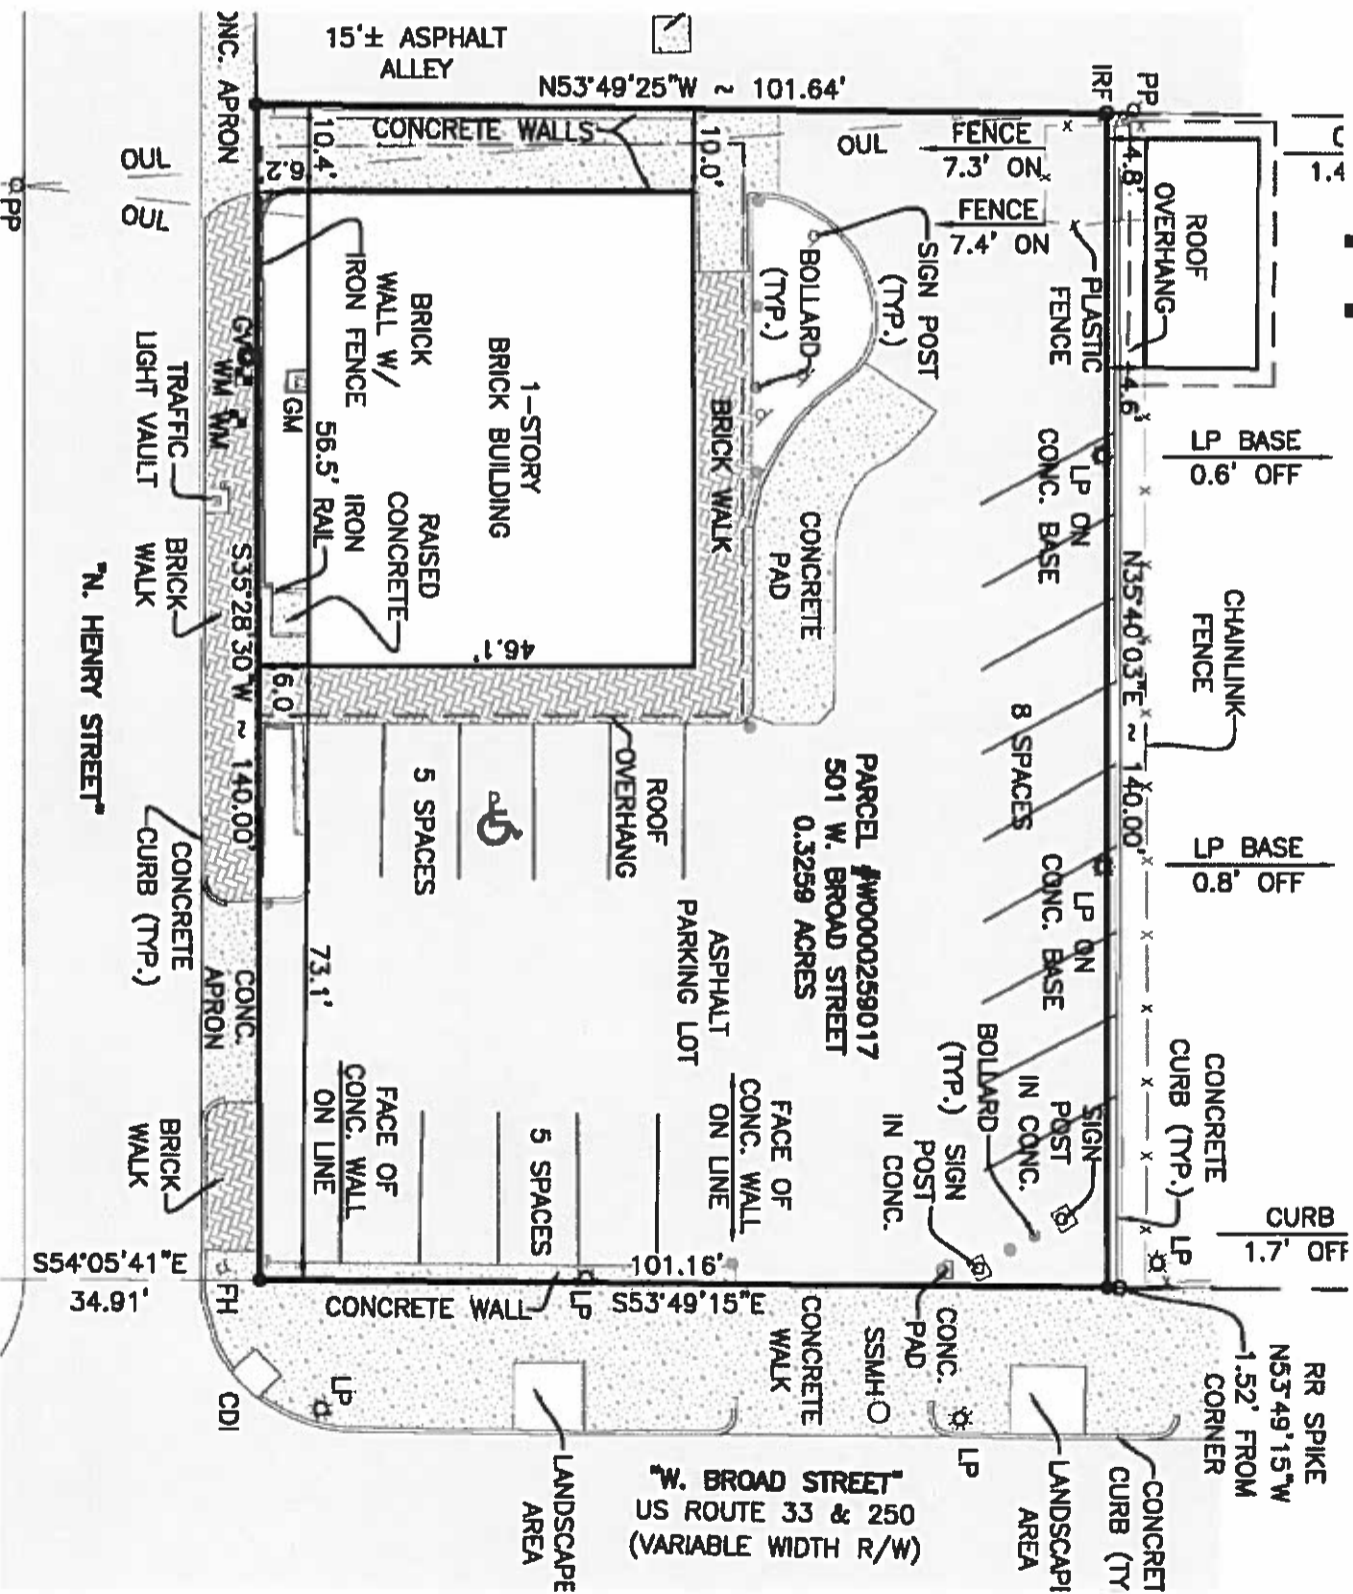 15'± ASPHALT
ALLEY
N53°49'25"W ~ 101.64'
IRF
PP
CONC. APRON
OUL
OUL
PP
10.4'
6.2'
CONCRETE WALLS
10.0'
OUL
FENCE
7.3' ON
FENCE
7.4' ON
4.8'
ROOF
OVERHANG
1.4
SIGN POST
(TYP.)
BOLLARD
(TYP.)
PLASTIC
FENCE
4.6'
BRICK
WALL W/
IRON FENCE
1-STORY
BRICK BUILDING
BRICK WALK
GV
WM WM
GM
TRAFFIC
LIGHT VAULT
56.5'
IRON
RAIL
RAISED
CONCRETE
46.1'
6.0'
LP BASE
0.6' OFF
LP ON
CONC. BASE
CONCRETE
PAD
BRICK
WALK
S35°28'30"W ~ 140.00'
"N. HENRY STREET"
N35°40'03"E ~ 140.00'
CHAINLINK
FENCE
8 SPACES
ROOF
OVERHANG
5 SPACES
PARCEL #W0000259017
501 W. BROAD STREET
0.3259 ACRES
LP BASE
0.8' OFF
LP ON
CONC. BASE
CONCRETE
CURB (TYP.)
ASPHALT
PARKING LOT
73.1'
CONC.
APRON
BRICK
WALK
FACE OF
CONC. WALL
ON LINE
5 SPACES
FACE OF
CONC. WALL
ON LINE
BOLLARD
(TYP.)
SIGN
POST
IN CONC.
SIGN
POST
IN CONC.
CONCRETE
CURB (TYP.)
LP
CURB
1.7' OFF
S54°05'41"E
34.91'
FH
CONCRETE WALL
LP
101.16'
S53°49'15"E
CONCRETE
WALK
SSMH
CONC.
PAD
CDI
LP
LANDSCAPE
AREA
LP
LANDSCAPE
AREA
CONCRET
CURB (TY
RR SPIKE
N53°49'15"W
1.52' FROM
CORNER
"W. BROAD STREET"
US ROUTE 33 & 250
(VARIABLE WIDTH R/W)